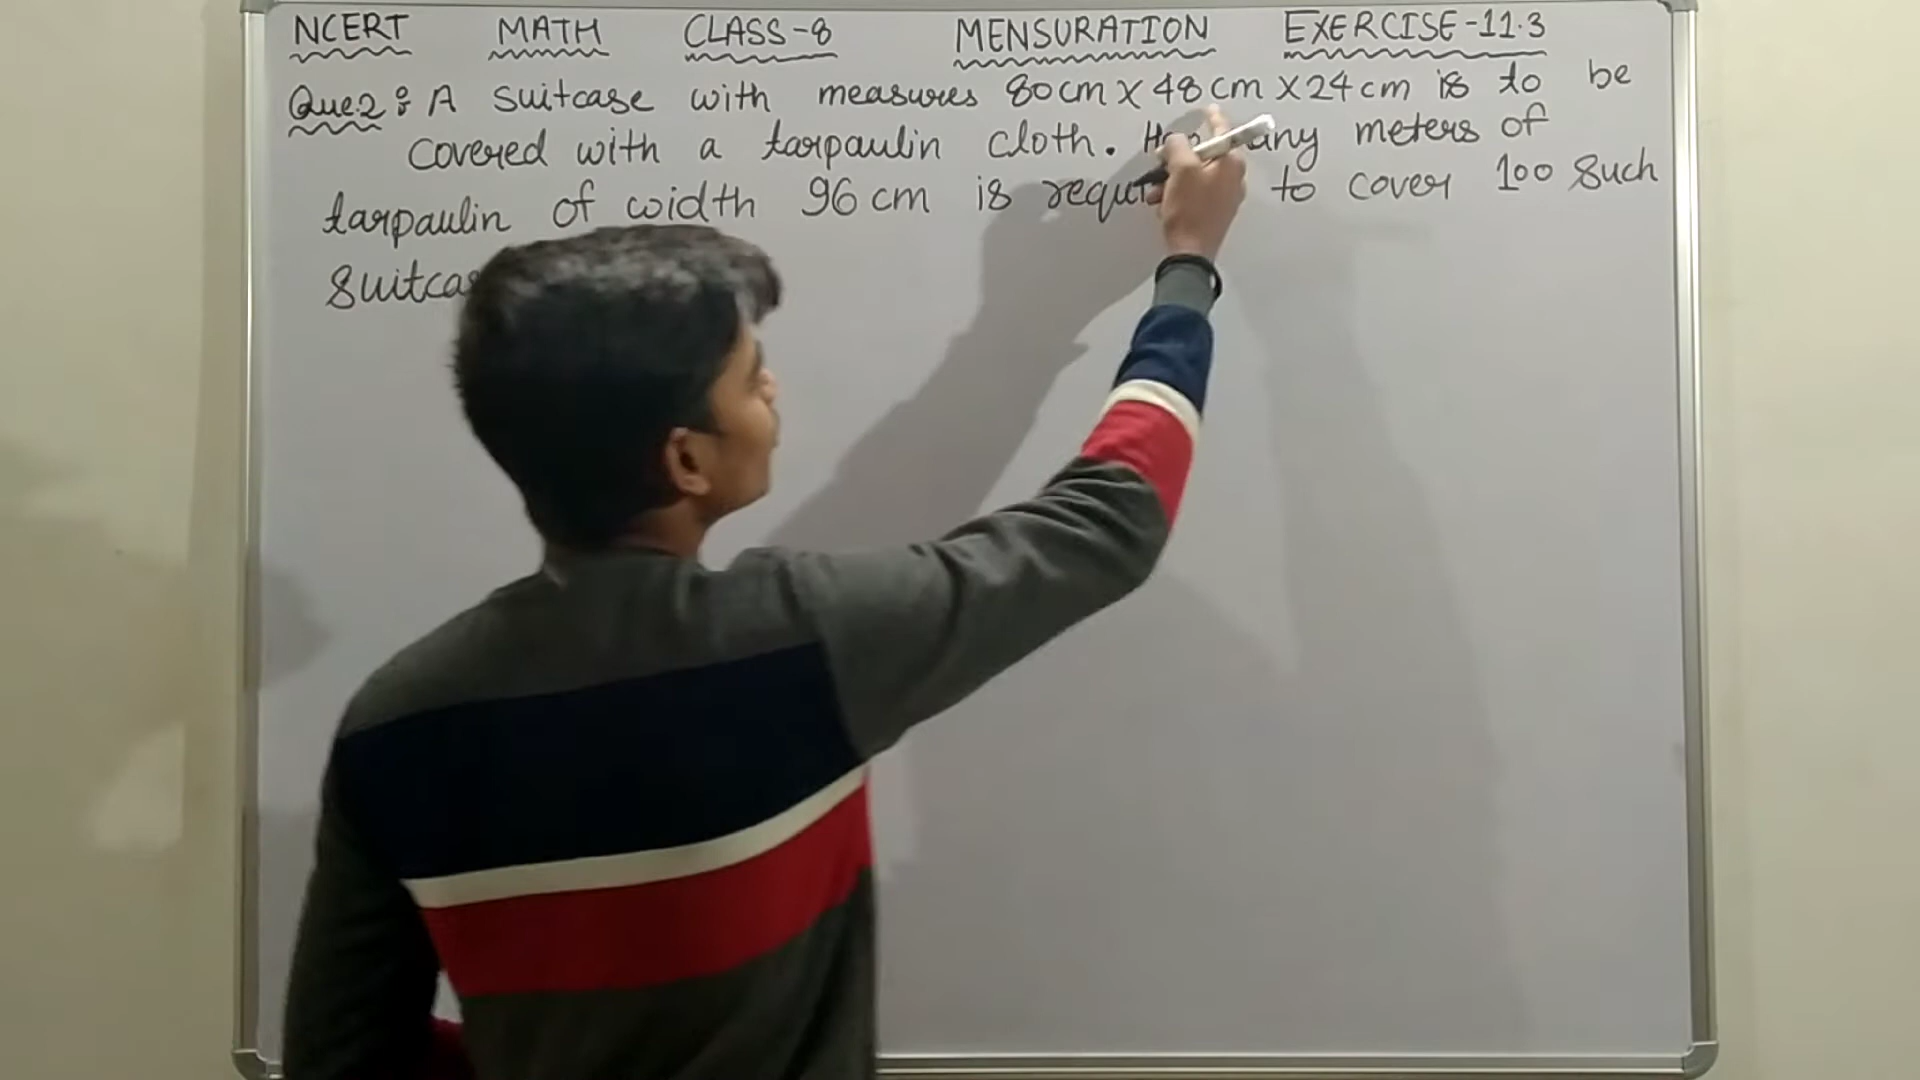 NCERT MATH CLASS-8 MENSURATION EXERCISE-11.3
Que2: A suitcase with measures 80cm X 48cm X 24cm is to be
covered with a tarpaulin cloth. any meters of
tarpaulin of width 96 cm is to cover 100 such